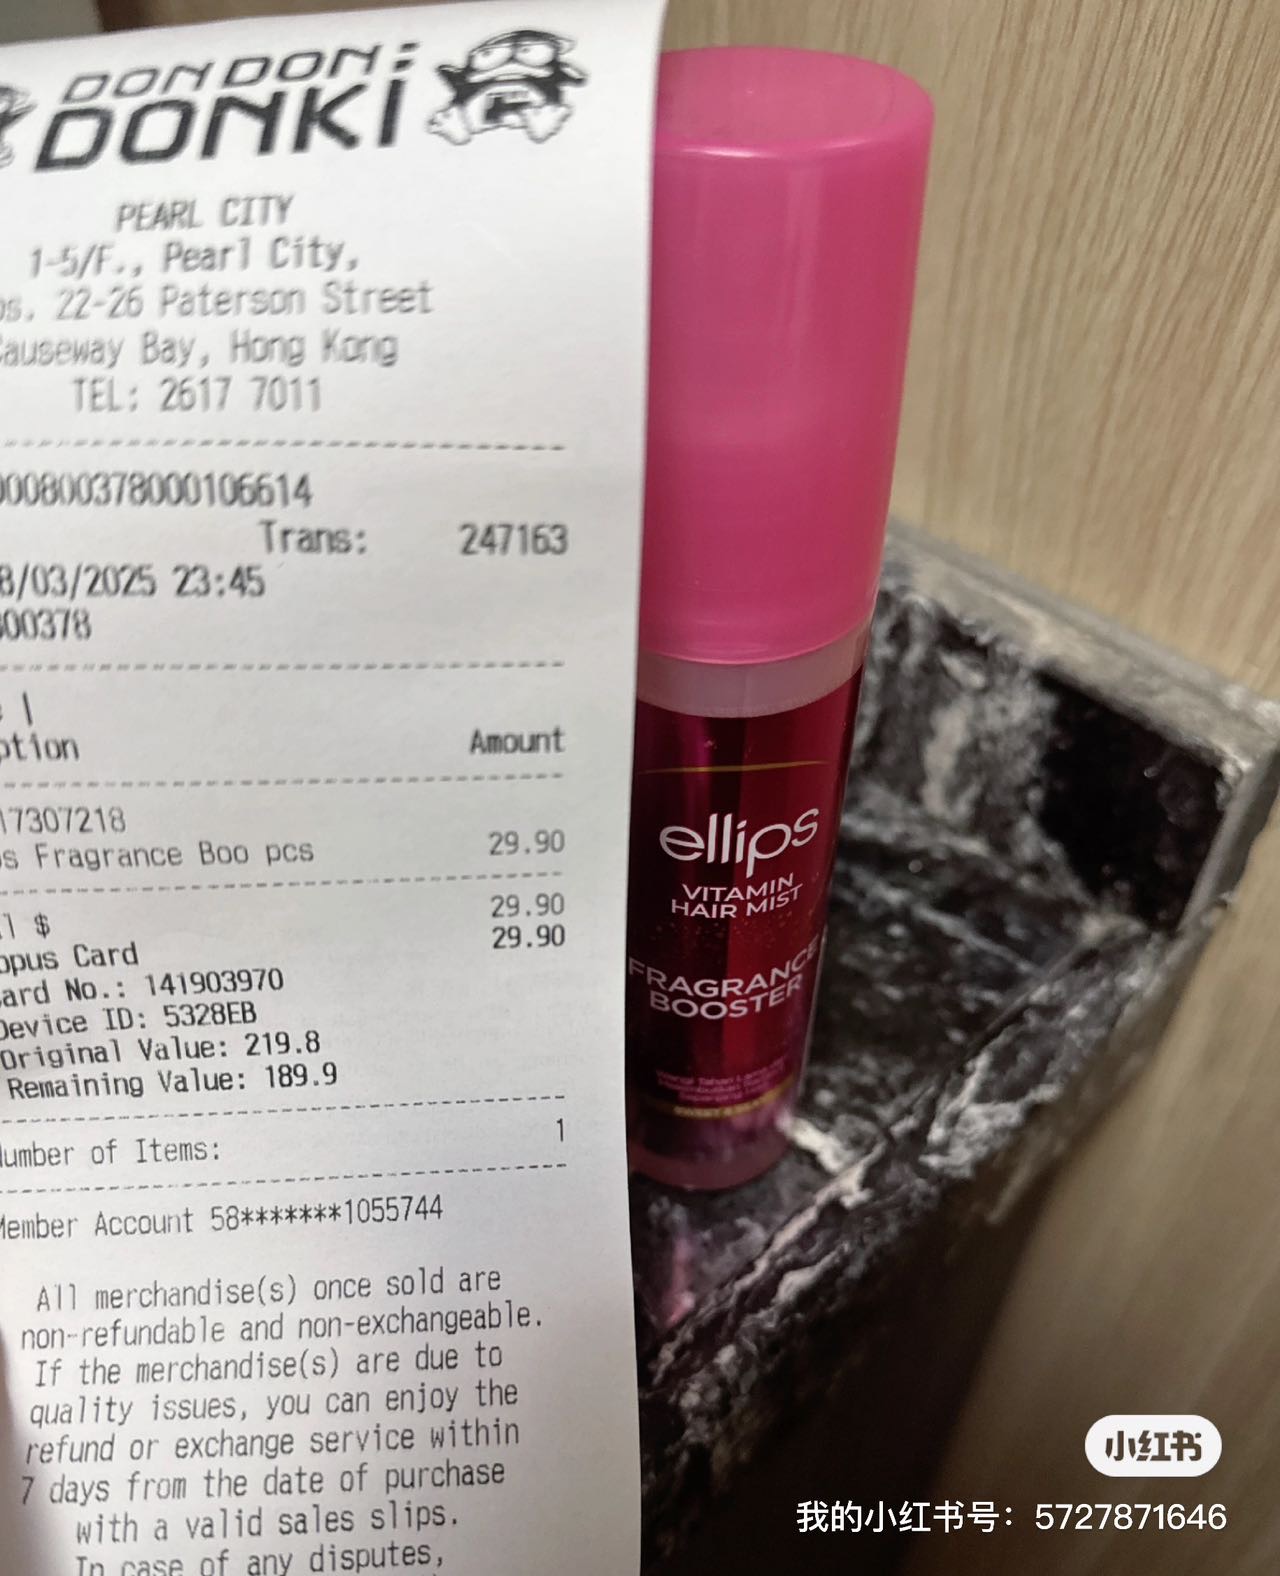 DON DON:
DONKi
PEARL CITY
1-5/F., Pearl City,
22-26 Paterson Street
Causeway Bay, Hong Kong
TEL: 2617 7011
000800378000106614
Trans: 247163
8/03/2025 23:45
00378
Amount
17307218
s Fragrance Boo pcs 29.90
l $ 29.90
opus Card 29.90
ard No.: 141903970
Device ID: 5328EB
Original Value: 219.8
Remaining Value: 189.9
Number of Items: 1
Member Account 58*******1055744
All merchandise(s) once sold are
non-refundable and non-exchangeable.
If the merchandise(s) are due to
quality issues, you can enjoy the
refund or exchange service within
7 days from the date of purchase
with a valid sales slips.
In case of any disputes,
ellips
VITAMIN
HAIR MIST
FRAGRANCE
BOOSTER
小红书
我的小红书号：5727871646